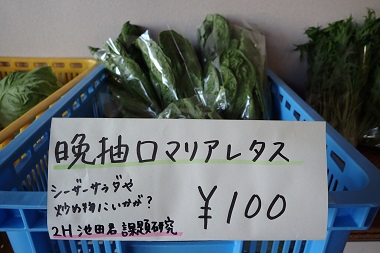 晩抽ロマリアレタス
シーザーサラダや
炒め物にいかが?
¥100
2H 池田君 課題研究